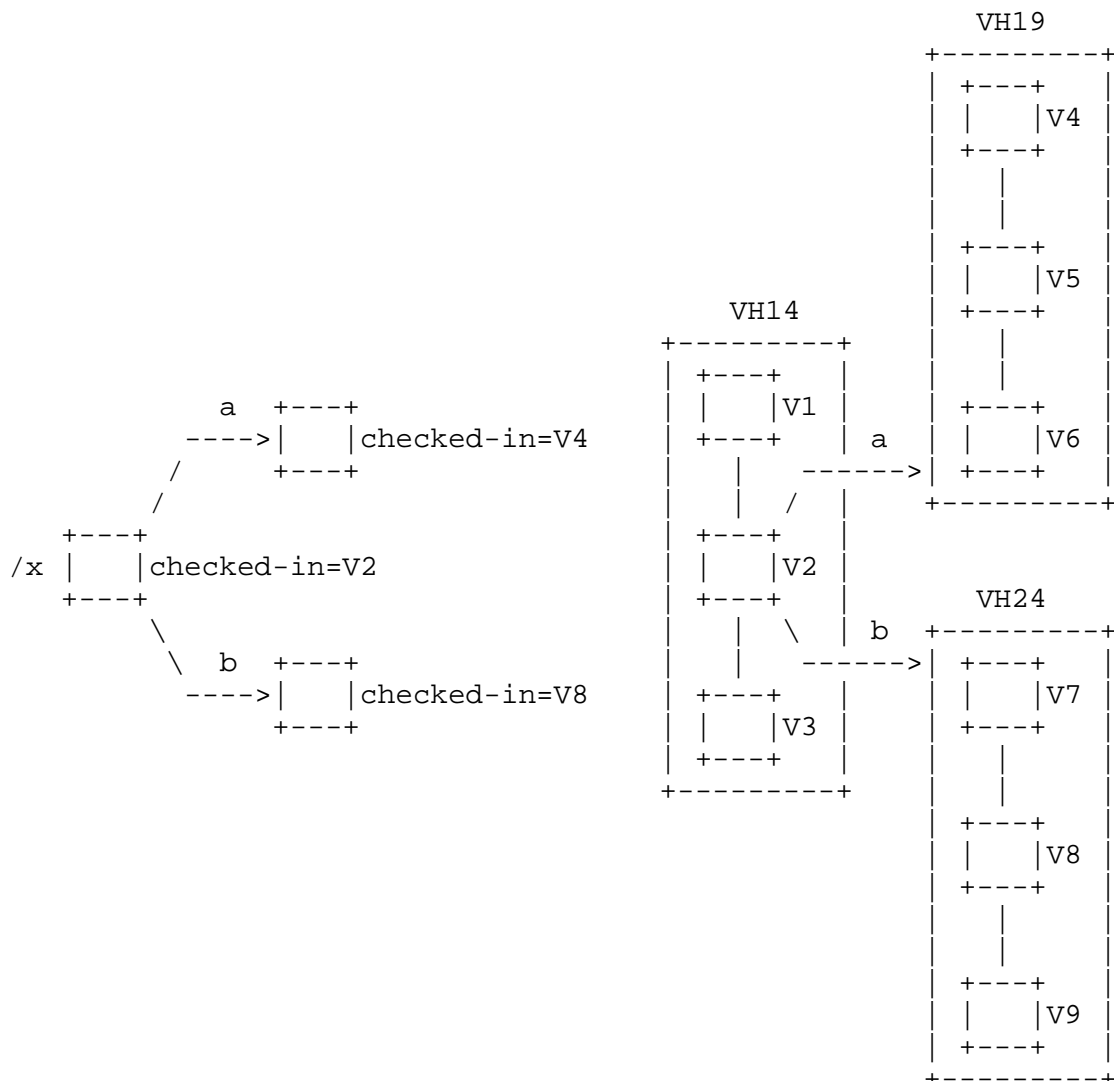 VH19
V4
V5
VH14
V1
a
checked-in=V4
a
V6
/x
checked-in=V2
V2
VH24
b
b
checked-in=V8
V7
V3
V8
V9